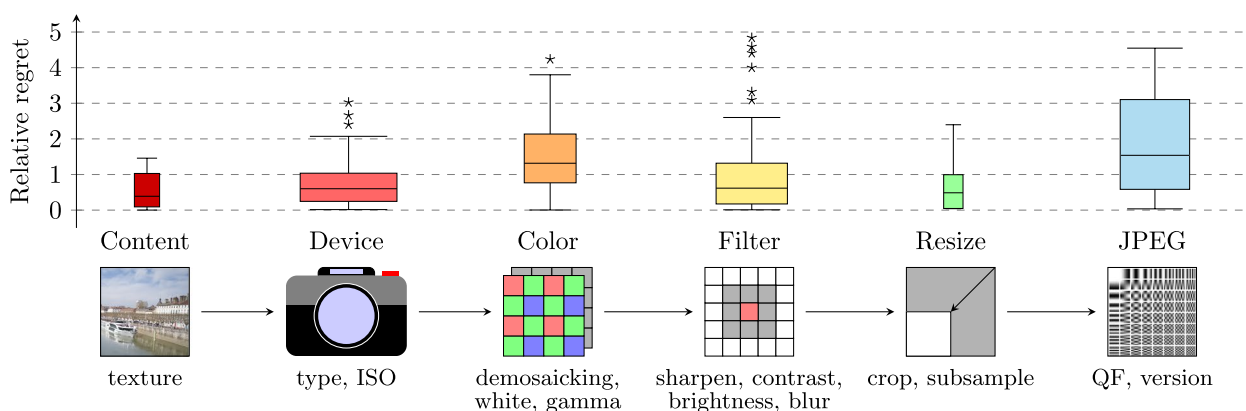 Relative regret
5
4
3
2
1
0
Content Device Color Filter Resize JPEG
texture type, ISO demosaicking, sharpen, contrast, crop, subsample QF, version
white, gamma brightness, blur